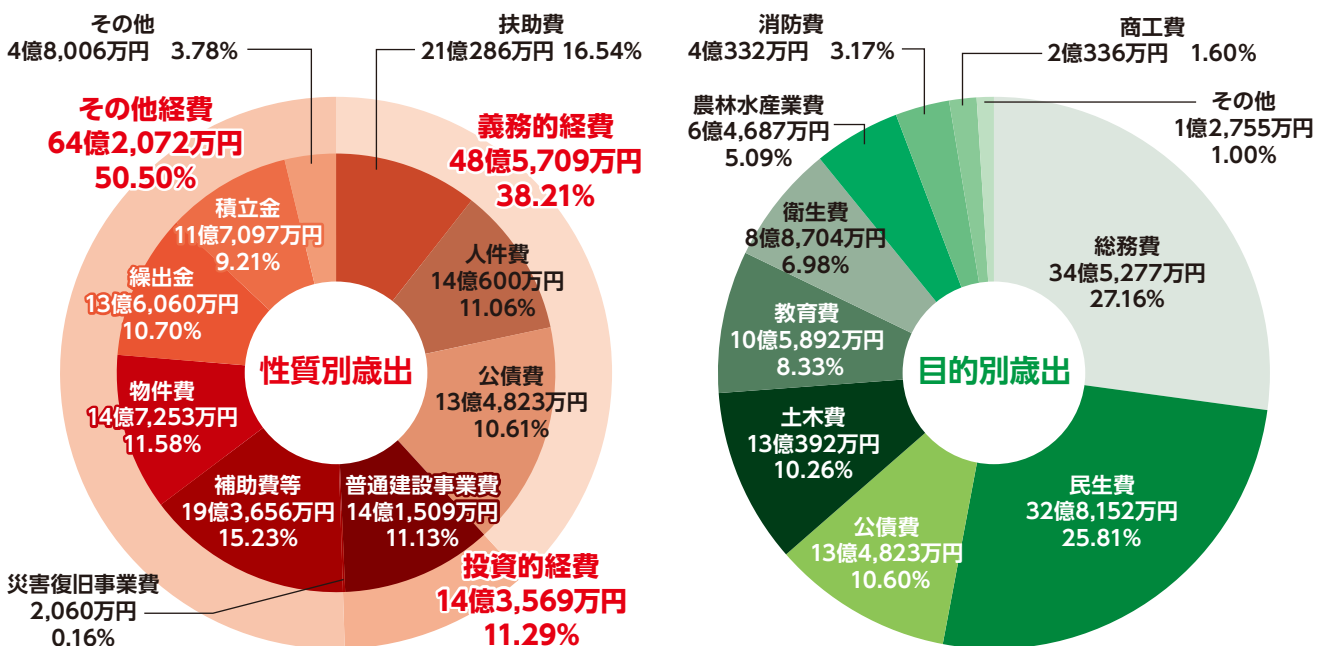 その他
4億8,006万円 3.78%
扶助費
21億286万円 16.54%
その他経費
64億2,072万円
50.50%
義務的経費
48億5,709万円
38.21%
積立金
11億7,097万円
9.21%
人件費
14億600万円
11.06%
繰出金
13億6,060万円
10.70%
性質別歳出
公債費
13億4,823万円
10.61%
物件費
14億7,253万円
11.58%
補助費等
19億3,656万円
15.23%
普通建設事業費
14億1,509万円
11.13%
災害復旧事業費
2,060万円
0.16%
投資的経費
14億3,569万円
11.29%
消防費
4億332万円 3.17%
商工費
2億336万円 1.60%
農林水産業費
6億4,687万円
5.09%
その他
1億2,755万円
1.00%
衛生費
8億8,704万円
6.98%
総務費
34億5,277万円
27.16%
教育費
10億5,892万円
8.33%
目的別歳出
土木費
13億392万円
10.26%
民生費
32億8,152万円
25.81%
公債費
13億4,823万円
10.60%